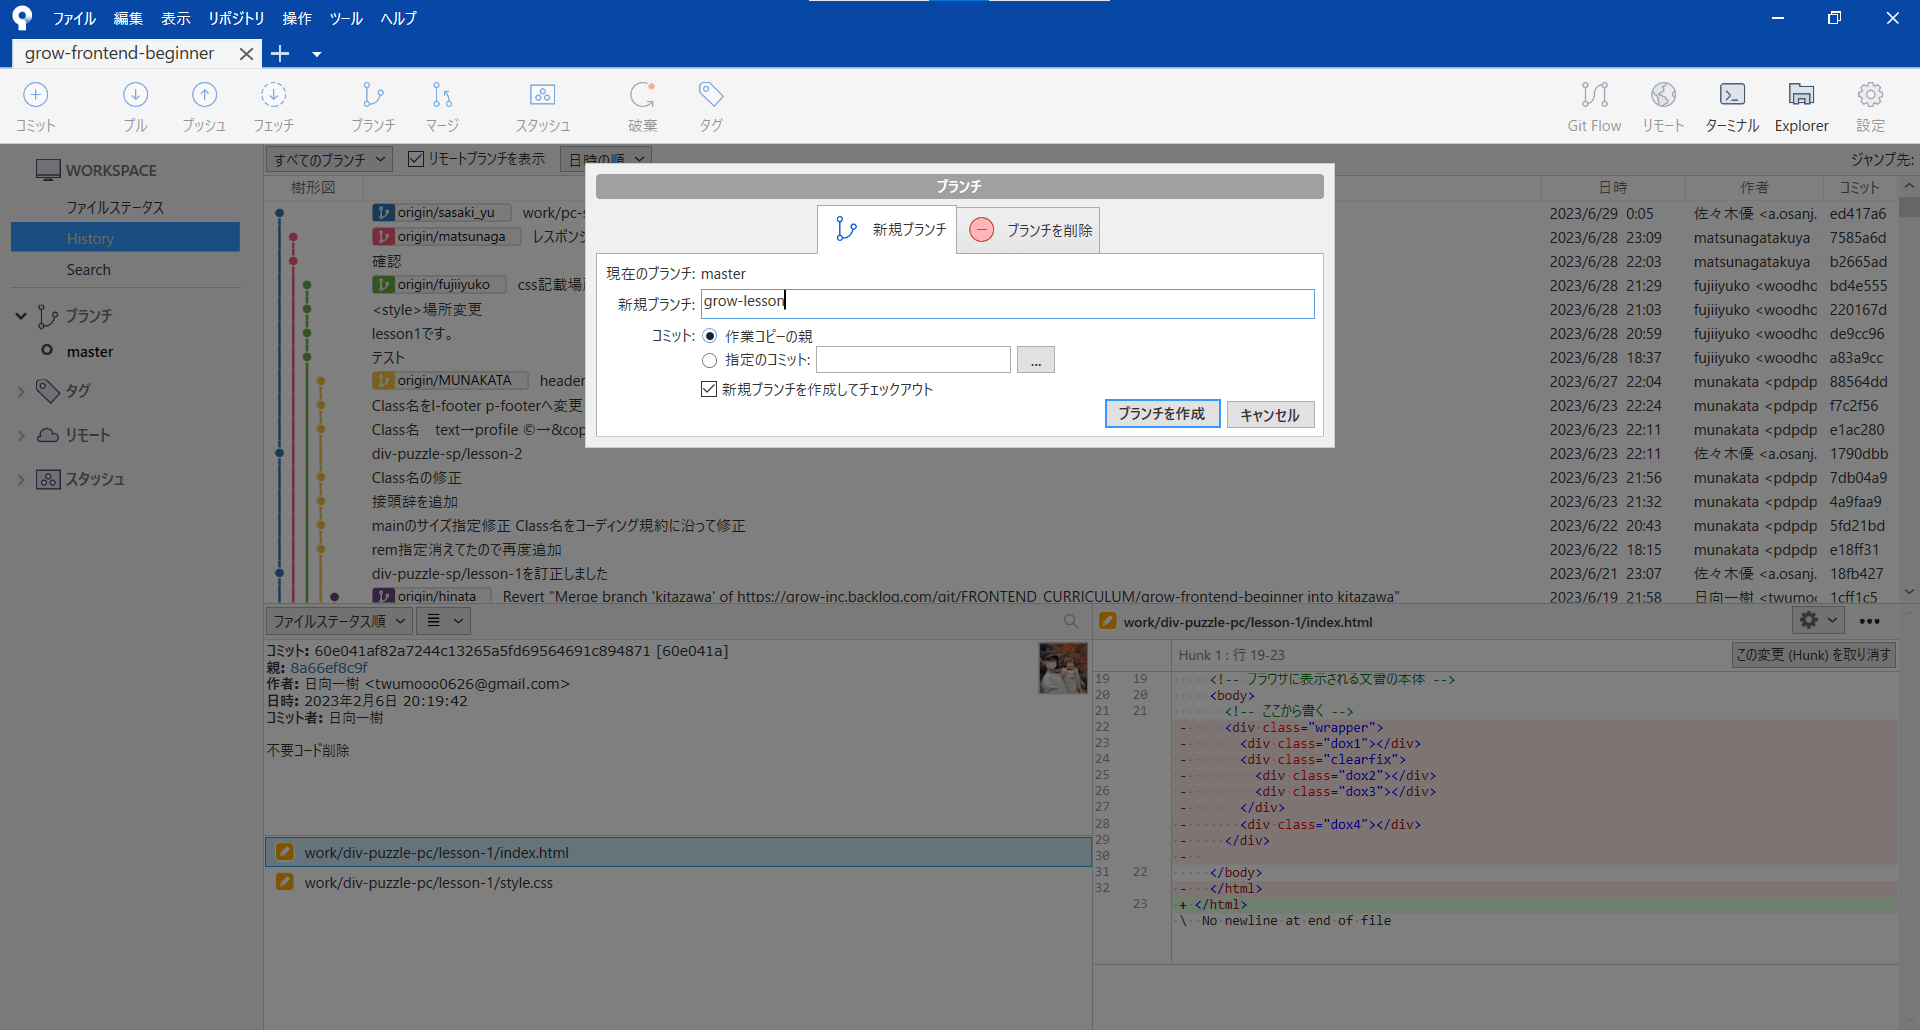 ファイル 編集 表示 リポジトリ 操作 ツール ヘルプ
grow-frontend-beginner
コミット プル プッシュ フェッチ ブランチ マージ スタッシュ 破棄 タグ Git Flow リモート ターミナル Explorer 設定
WORKSPACE
ファイルステータス
History
Search
ブランチ
master
タグ
リモート
スタッシュ
すべてのブランチ リモートブランチを表示 日時の順 ジャンプ先:
樹形図 日時 作者 コミット
origin/sasaki_yu work/pc-s 2023/6/29 0:05 佐々木優 <a.osanj. ed417a6
origin/matsunaga レスポンシ 2023/6/28 23:09 matsunagatakuya 7585a6d
確認 2023/6/28 22:03 matsunagatakuya b2665ad
origin/fujiiyuko css記載場 2023/6/28 21:29 fujiiyuko <woodho bd4e555
<style>場所変更 2023/6/28 21:03 fujiiyuko <woodho 220167d
lesson1です。 2023/6/28 20:59 fujiiyuko <woodho de9cc96
テスト 2023/6/28 18:37 fujiiyuko <woodho a83a9cc
origin/MUNAKATA header 2023/6/27 22:04 munakata <pdpdp 88564dd
Class名をl-footer p-footerへ変更 2023/6/23 22:24 munakata <pdpdp f7c2f56
Class名　text→profile ©→&cop 2023/6/23 22:11 munakata <pdpdp e1ac280
div-puzzle-sp/lesson-2 2023/6/23 22:11 佐々木優 <a.osanj. 1790dbb
Class名の修正 2023/6/23 21:56 munakata <pdpdp 7db04a9
接頭辞を追加 2023/6/23 21:32 munakata <pdpdp 4a9faa9
mainのサイズ指定修正 Class名をコーディング規約に沿って修正 2023/6/22 20:43 munakata <pdpdp 5fd21bd
rem指定消えてたので再度追加 2023/6/22 18:15 munakata <pdpdp e18ff31
div-puzzle-sp/lesson-1を訂正しました 2023/6/21 23:07 佐々木優 <a.osanj. 18fb427
origin/hinata Revert "Merge branch 'kitazawa' of https://grow-inc.backlog.com/git/FRONTEND_CURRICULUM/grow-frontend-beginner into kitazawa" 2023/6/19 21:58 日向一樹 <twumoo 1cff1c5
ブランチ
新規ブランチ ブランチを削除
現在のブランチ: master
新規ブランチ: grow-lesson
コミット: 作業コピーの親
指定のコミット: ...
新規ブランチを作成してチェックアウト
ブランチを作成 キャンセル
ファイルステータス順
コミット: 60e041af82a7244c13265a5fd69564691c894871 [60e041a]
親: 8a66ef8c9f
作者: 日向一樹 <twumooo0626@gmail.com>
日時: 2023年2月6日 20:19:42
コミット者: 日向一樹
不要コード削除
work/div-puzzle-pc/lesson-1/index.html
work/div-puzzle-pc/lesson-1/style.css
work/div-puzzle-pc/lesson-1/index.html
Hunk 1 : 行 19-23 この変更 (Hunk) を取り消す
19 19 <!-- ブラウザに表示される文書の本体 -->
20 20 <body>
21 21 <!-- ここから書く -->
22 - <div class="wrapper">
23 - <div class="dox1"></div>
24 - <div class="clearfix">
25 - <div class="dox2"></div>
26 - <div class="dox3"></div>
27 - </div>
28 - <div class="dox4"></div>
29 - </div>
30 -
31 22 </body>
32 - </html>
23 + </html>
\ No newline at end of file